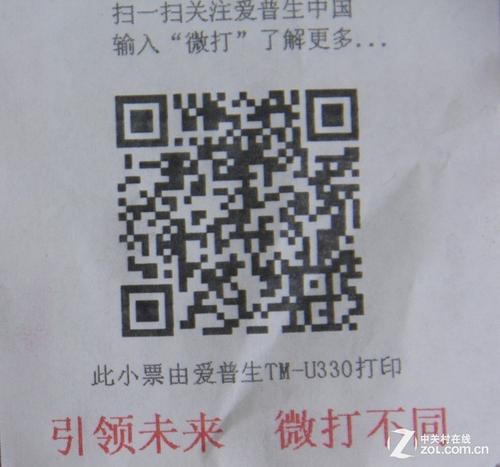 扫一扫关注爱普生中国
输入“微打”了解更多...
此小票由爱普生TM-U330打印
引领未来 微打不同
中关村在线
zol.com.cn